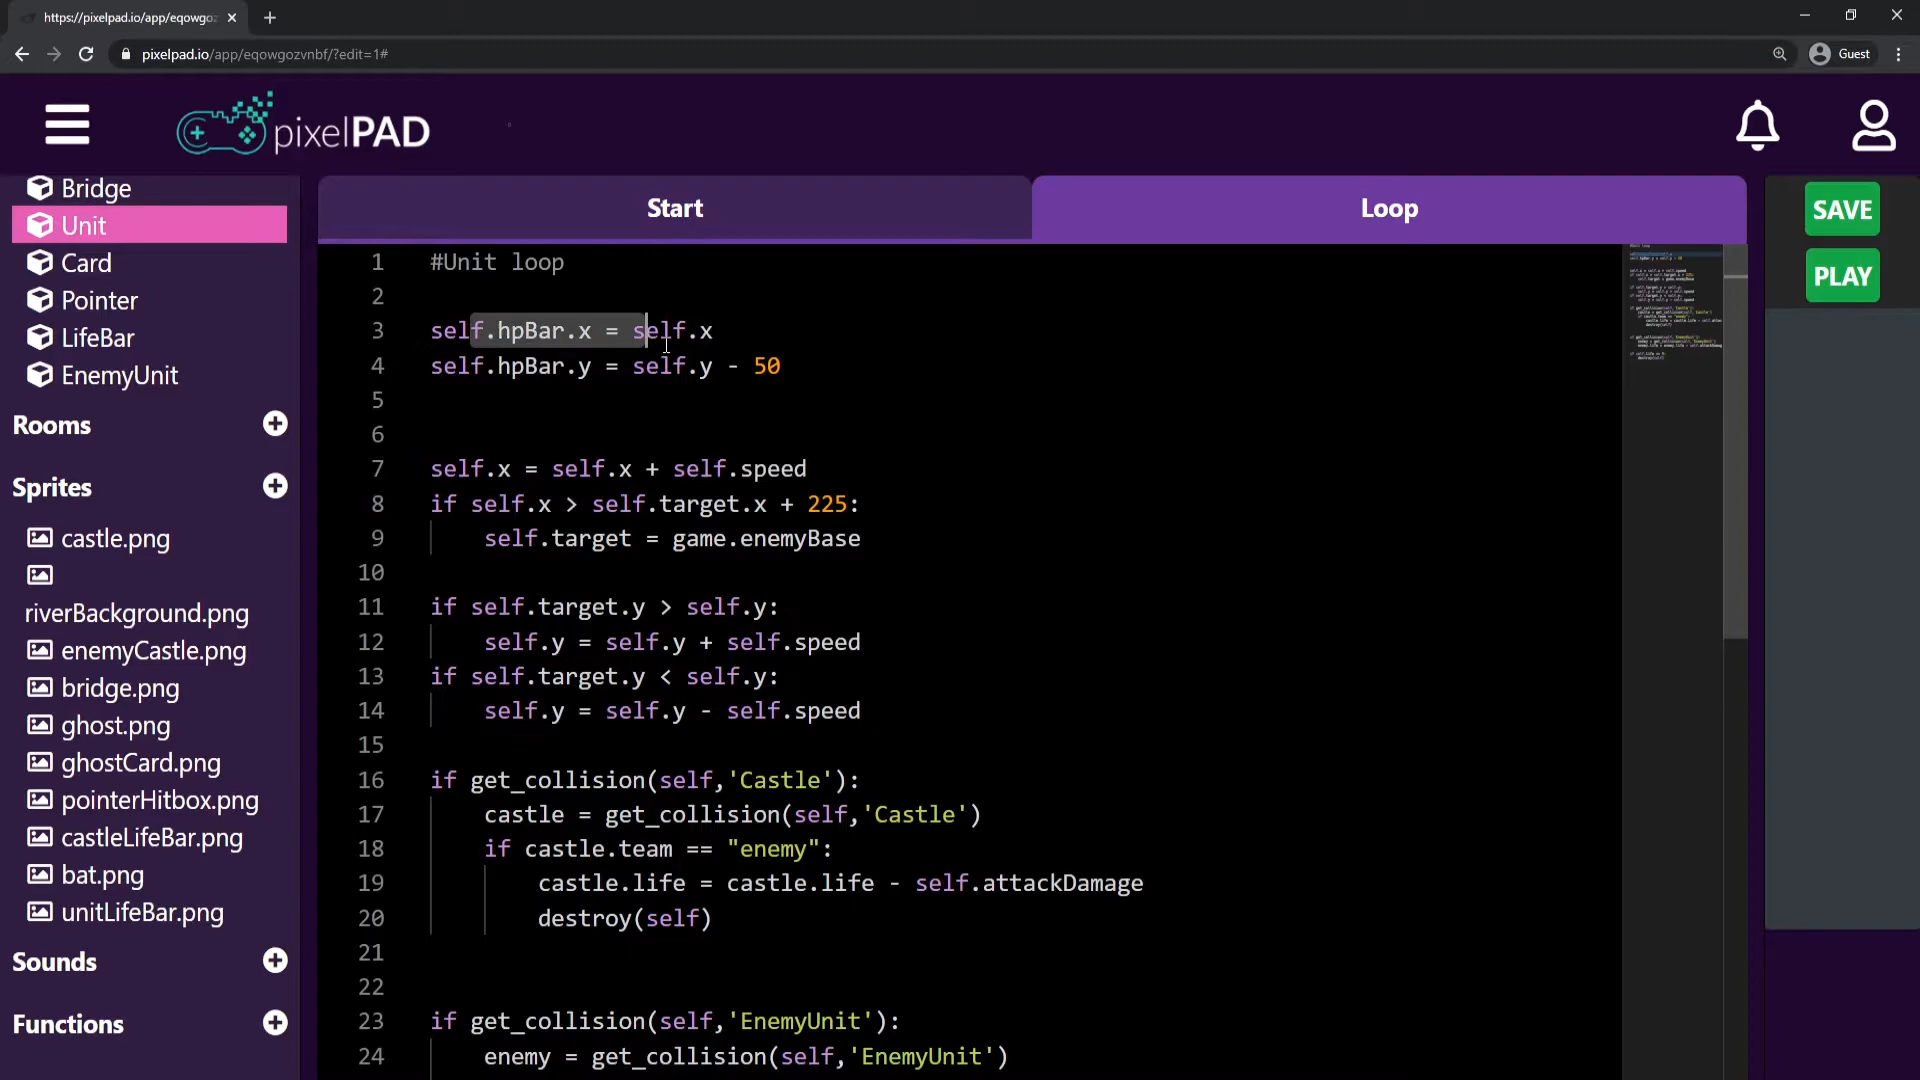 https://pixelpad.io/app/eqowgoz
pixelpad.io/app/eqowgozvnbf/?edit=1#
Guest
pixelPAD
Bridge
Unit
Card
Pointer
LifeBar
EnemyUnit
Rooms
Sprites
castle.png
riverBackground.png
enemyCastle.png
bridge.png
ghost.png
ghostCard.png
pointerHitbox.png
castleLifeBar.png
bat.png
unitLifeBar.png
Sounds
Functions
Start
Loop
SAVE
PLAY
1 #Unit loop
2
3 self.hpBar.x = self.x
4 self.hpBar.y = self.y - 50
5
6
7 self.x = self.x + self.speed
8 if self.x > self.target.x + 225:
9 self.target = game.enemyBase
10
11 if self.target.y > self.y:
12 self.y = self.y + self.speed
13 if self.target.y < self.y:
14 self.y = self.y - self.speed
15
16 if get_collision(self,'Castle'):
17 castle = get_collision(self,'Castle')
18 if castle.team == "enemy":
19 castle.life = castle.life - self.attackDamage
20 destroy(self)
21
22
23 if get_collision(self,'EnemyUnit'):
24 enemy = get_collision(self,'EnemyUnit')